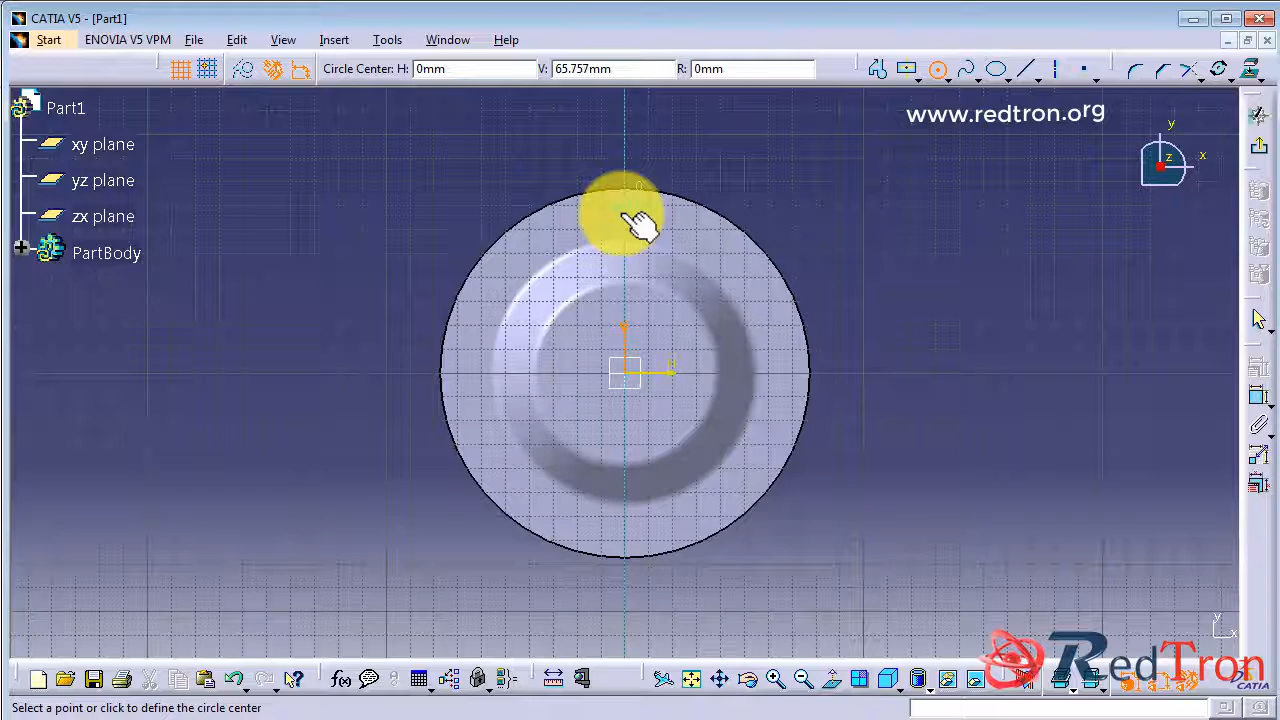 CATIA V5 - [Part1]
Start ENOVIA V5 VPM File Edit View Insert Tools Window Help
Circle Center: H: 0mm V: 65.757mm R: 0mm
www.redtron.org
Part1
xy plane
yz plane
zx plane
PartBody
y
x
z
H
y
x
RedTron
f(x)
CATIA
Select a point or click to define the circle center